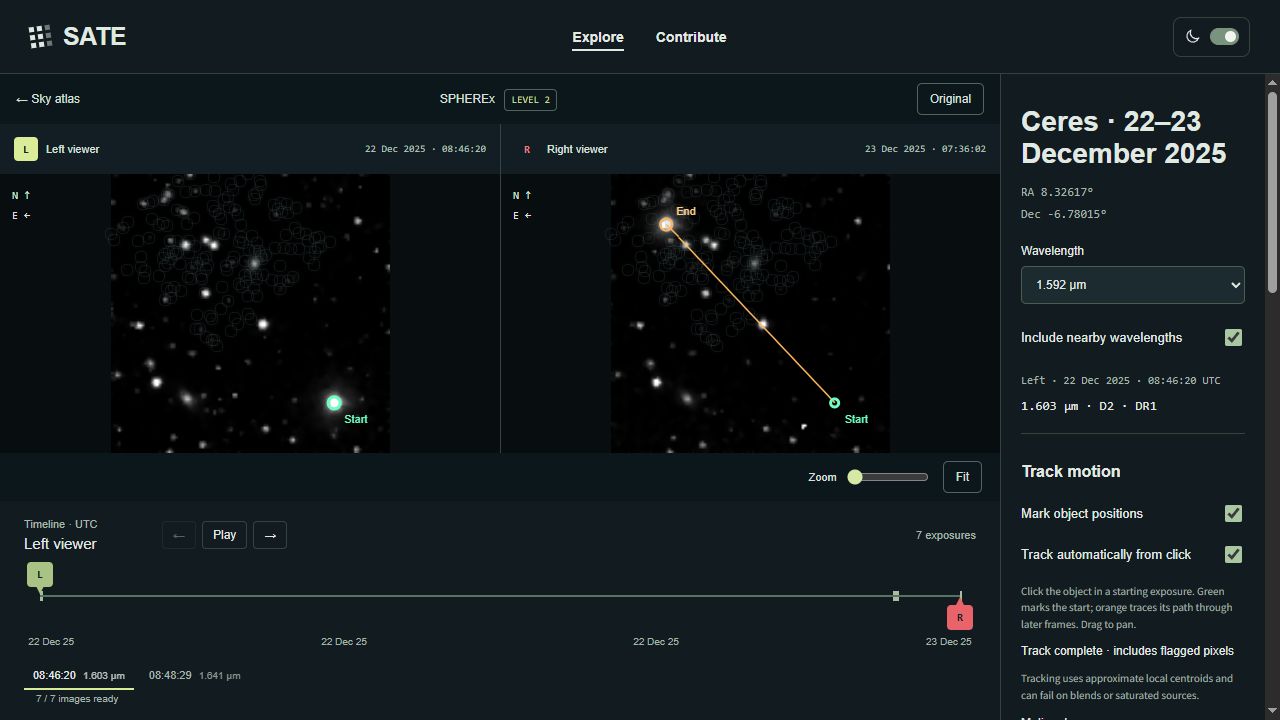 SATE
Explore
Contribute
← Sky atlas
SPHEREx
LEVEL 2
Original
L
Left viewer
22 Dec 2025 · 08:46:20
R
Right viewer
23 Dec 2025 · 07:36:02
N ↑
E ←
Start
N ↑
E ←
End
Start
Zoom
Fit
Timeline · UTC
Left viewer
←
Play
→
7 exposures
L
R
22 Dec 25
22 Dec 25
22 Dec 25
23 Dec 25
08:46:20 1.603 µm
08:48:29 1.641 µm
7 / 7 images ready
Ceres · 22–23
December 2025
RA 8.32617°
Dec -6.78015°
Wavelength
1.592 µm
Include nearby wavelengths
Left · 22 Dec 2025 · 08:46:20 UTC
1.603 µm · D2 · DR1
Track motion
Mark object positions
Track automatically from click
Click the object in a starting exposure. Green
marks the start; orange traces its path through
later frames. Drag to pan.
Track complete · includes flagged pixels
Tracking uses approximate local centroids and
can fail on blends or saturated sources.